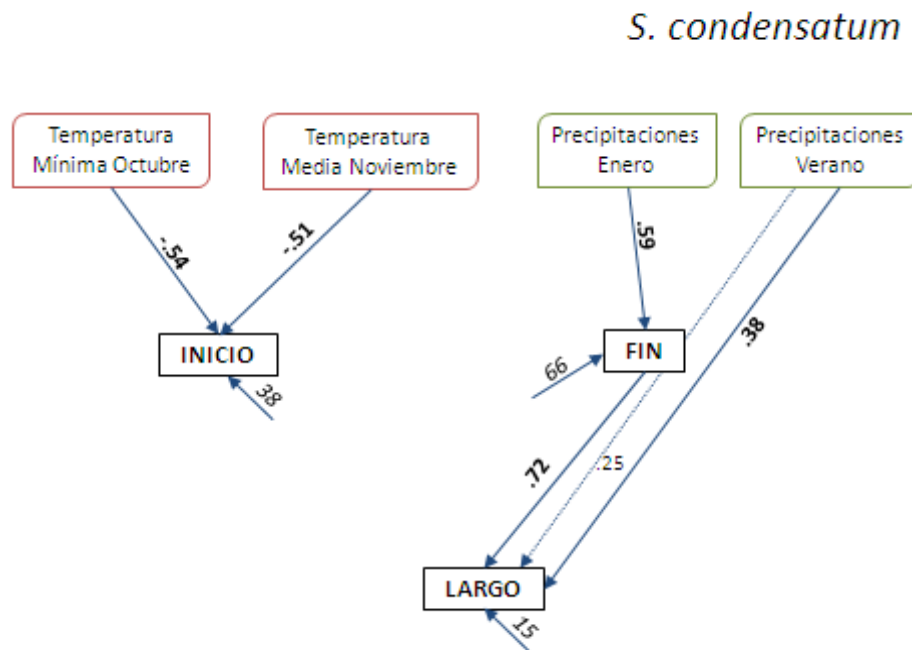 S. condensatum
Temperatura
Mínima Octubre
Temperatura
Media Noviembre
Precipitaciones
Enero
Precipitaciones
Verano
-.54
-.51
.59
.38
INICIO
FIN
38
66
.72
.25
LARGO
15